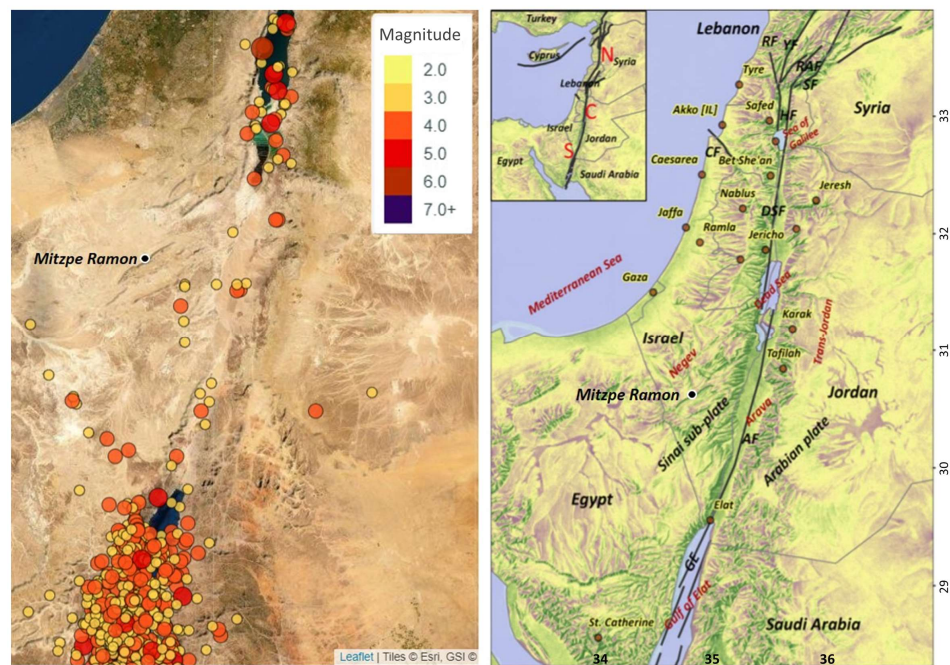 Magnitude
2.0
3.0
4.0
5.0
6.0
7.0+
Mitzpe Ramon
Leaflet | Tiles © Esri, GSI ©
Turkey
Cyprus
N
Syria
Lebanon
C
Israel
Jordan
S
Egypt
Saudi Arabia
Lebanon
RF
YF
RAF
SF
Tyre
Syria
Akko [IL]
Safed
HF
Sea of
Galilee
33
CF
Caesarea
Bet She'an
Nablus
Jeresh
Jaffa
DSF
Ramla
Jericho
32
Mediterranean Sea
Gaza
Dead Sea
Karak
Trans-Jordan
Israel
Negev
Tafilah
31
Mitzpe Ramon
Jordan
Arava
Sinai sub-plate
AF
Arabian plate
30
Egypt
Elat
GE
29
Gulf of Elat
St. Catherine
Saudi Arabia
34
35
36